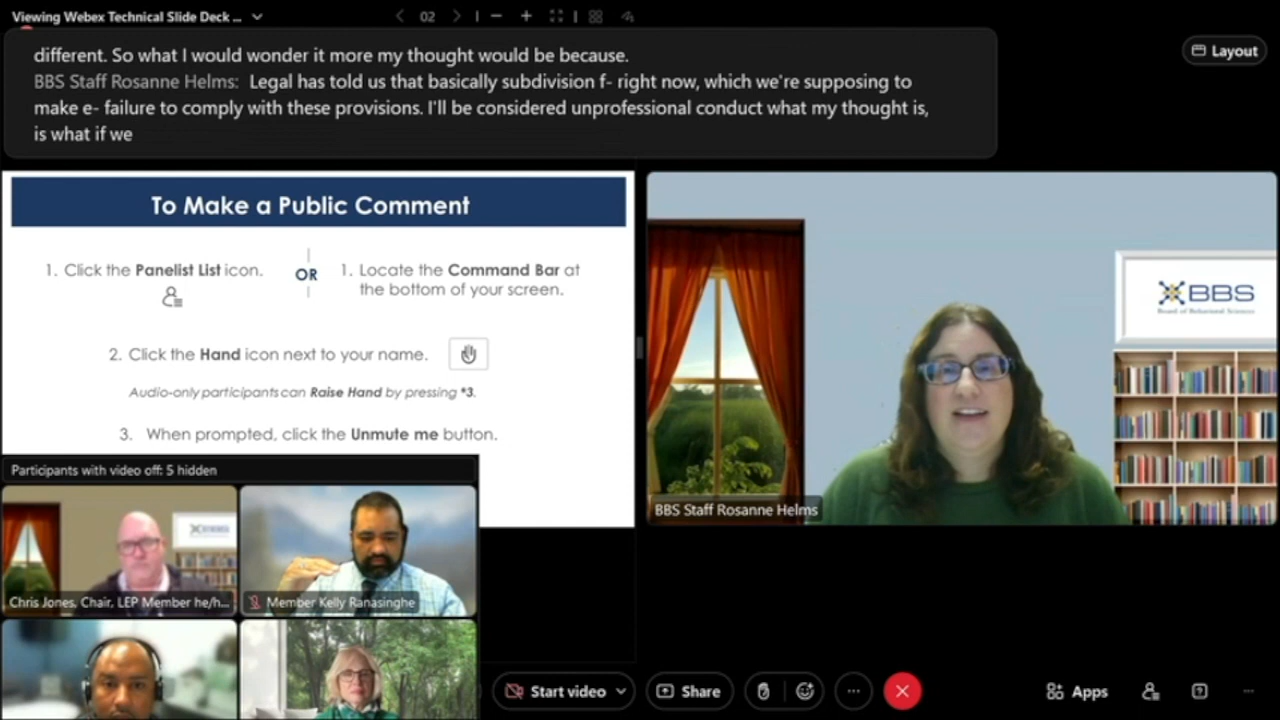 Viewing Webex Technical Slide Deck ...
02
different. So what I would wonder it more my thought would be because.
BBS Staff Rosanne Helms: Legal has told us that basically subdivision f- right now, which we're supposing to
make e- failure to comply with these provisions. I'll be considered unprofessional conduct what my thought is,
is what if we
Layout
To Make a Public Comment
1. Click the Panelist List icon.
OR
1. Locate the Command Bar at
the bottom of your screen.
2. Click the Hand icon next to your name.
Audio-only participants can Raise Hand by pressing *3.
3. When prompted, click the Unmute me button.
Participants with video off: 5 hidden
BBS
Board of Behavioral Sciences
BBS Staff Rosanne Helms
Chris Jones, Chair, LEP Member he/h...
Member Kelly Ranasinghe
Start video
Share
Apps